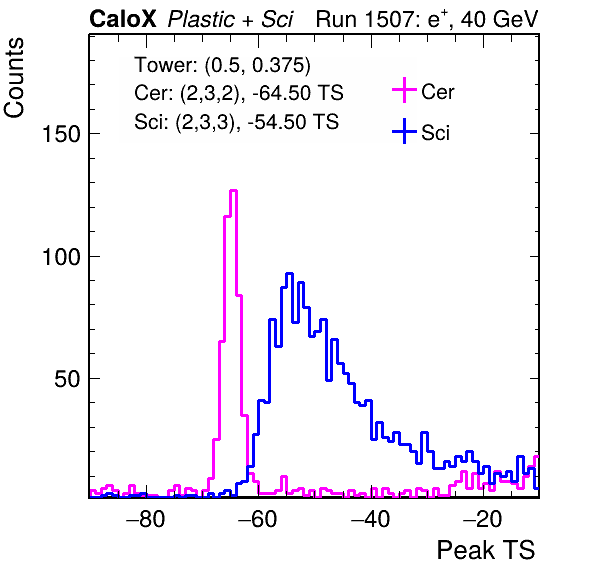 CaloX Plastic + Sci Run 1507: e⁺, 40 GeV
Counts
Tower: (0.5, 0.375)
Cer: (2,3,2), -64.50 TS
Sci: (2,3,3), -54.50 TS
Cer
Sci
150
100
50
−80 −60 −40 −20
Peak TS